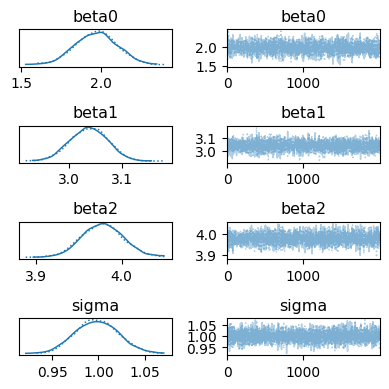 beta0 beta0
2.0
1.5
1.5 2.0 0 1000
beta1 beta1
3.1
3.0
3.0 3.1 0 1000
beta2 beta2
4.0
3.9
3.9 4.0 0 1000
sigma sigma
1.05
1.00
0.95
0.95 1.00 1.05 0 1000